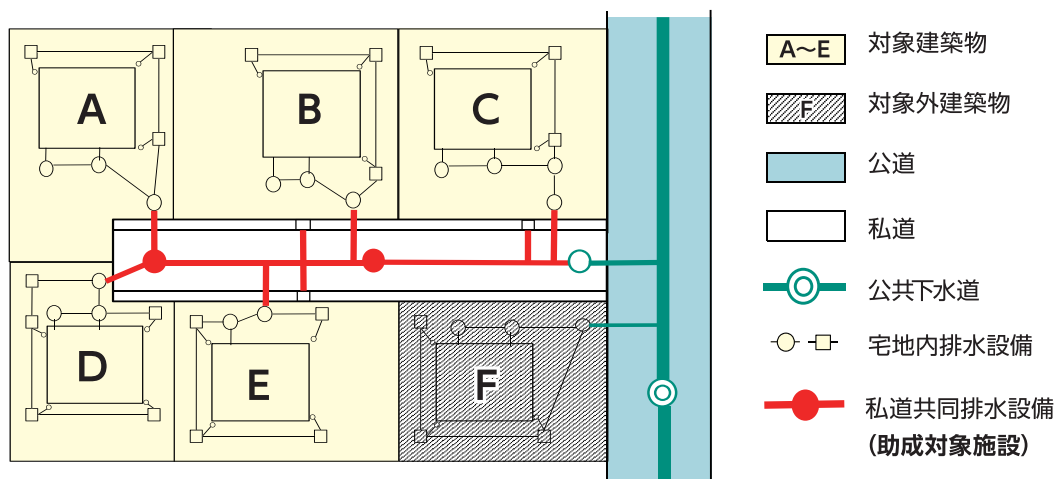 A
B
C
D
E
F
A～E
対象建築物
F
対象外建築物
公道
私道
公共下水道
宅地内排水設備
私道共同排水設備
(助成対象施設)